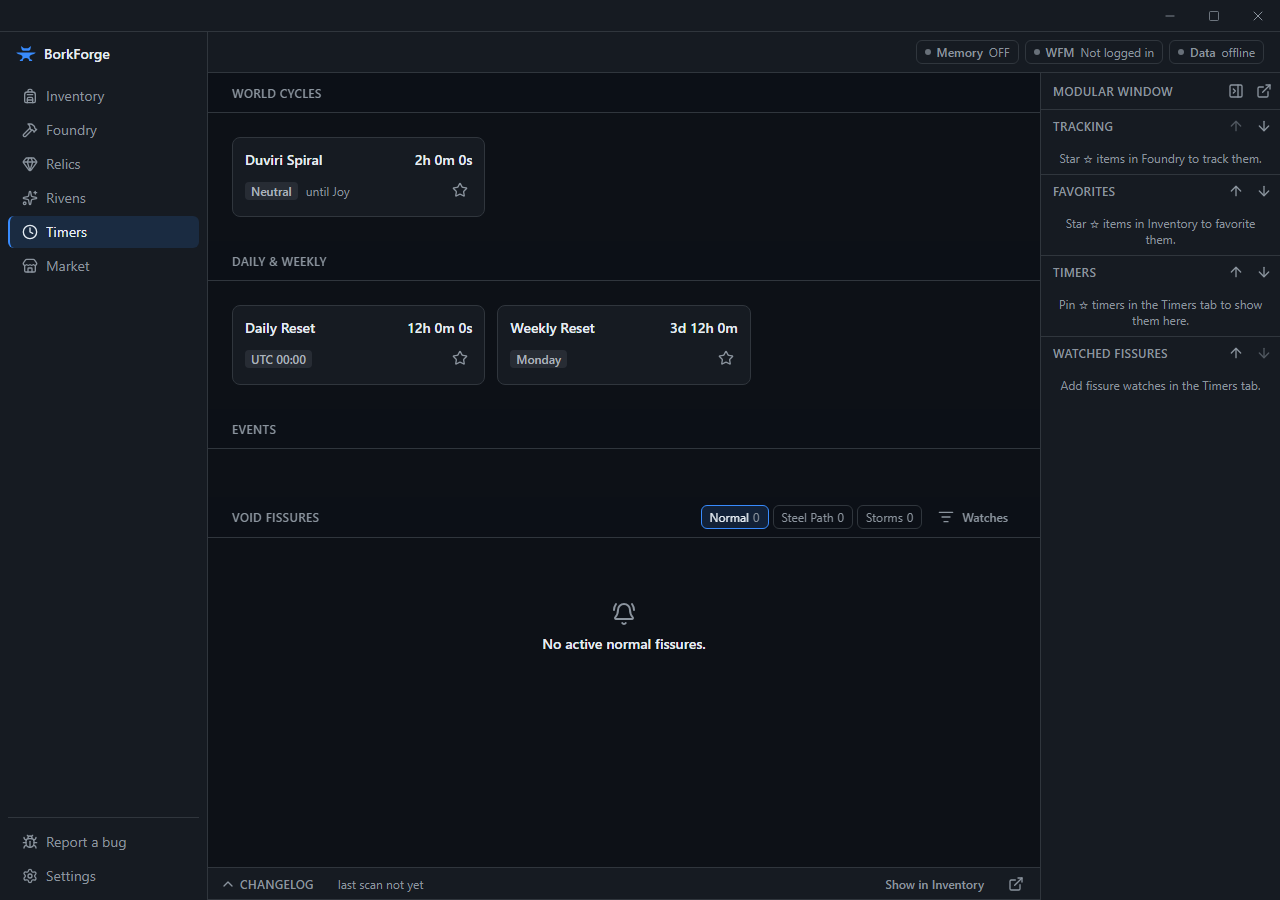 BorkForge
Inventory
Foundry
Relics
Rivens
Timers
Market
Report a bug
Settings
Memory OFF
WFM Not logged in
Data offline
WORLD CYCLES
Duviri Spiral 2h 0m 0s
Neutral until Joy
DAILY & WEEKLY
Daily Reset 12h 0m 0s
UTC 00:00
Weekly Reset 3d 12h 0m
Monday
EVENTS
VOID FISSURES
Normal 0
Steel Path 0
Storms 0
Watches
No active normal fissures.
CHANGELOG last scan not yet
Show in Inventory
MODULAR WINDOW
TRACKING
Star ☆ items in Foundry to track them.
FAVORITES
Star ☆ items in Inventory to favorite
them.
TIMERS
Pin ☆ timers in the Timers tab to show
them here.
WATCHED FISSURES
Add fissure watches in the Timers tab.